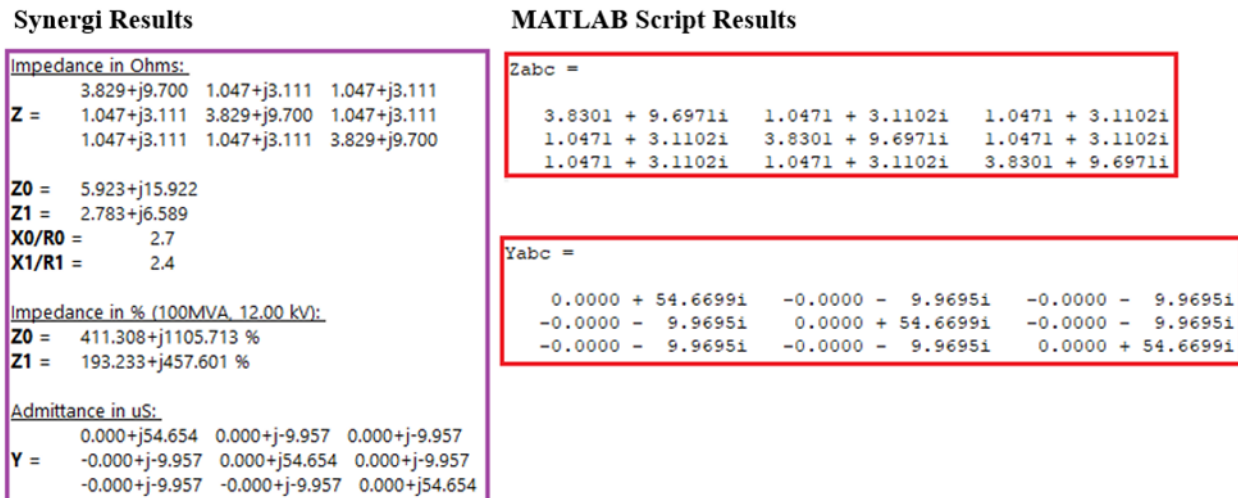 Synergi Results
Impedance in Ohms:
3.829+j9.700 1.047+j3.111 1.047+j3.111
Z = 1.047+j3.111 3.829+j9.700 1.047+j3.111
1.047+j3.111 1.047+j3.111 3.829+j9.700
Z0 = 5.923+j15.922
Z1 = 2.783+j6.589
X0/R0 = 2.7
X1/R1 = 2.4
Impedance in % (100MVA, 12.00 kV):
Z0 = 411.308+j1105.713 %
Z1 = 193.233+j457.601 %
Admittance in uS:
0.000+j54.654 0.000+j-9.957 0.000+j-9.957
Y = -0.000+j-9.957 0.000+j54.654 0.000+j-9.957
-0.000+j-9.957 -0.000+j-9.957 0.000+j54.654
MATLAB Script Results
Zabc =
3.8301 + 9.6971i 1.0471 + 3.1102i 1.0471 + 3.1102i
1.0471 + 3.1102i 3.8301 + 9.6971i 1.0471 + 3.1102i
1.0471 + 3.1102i 1.0471 + 3.1102i 3.8301 + 9.6971i
Yabc =
0.0000 + 54.6699i -0.0000 - 9.9695i -0.0000 - 9.9695i
-0.0000 - 9.9695i 0.0000 + 54.6699i -0.0000 - 9.9695i
-0.0000 - 9.9695i -0.0000 - 9.9695i 0.0000 + 54.6699i